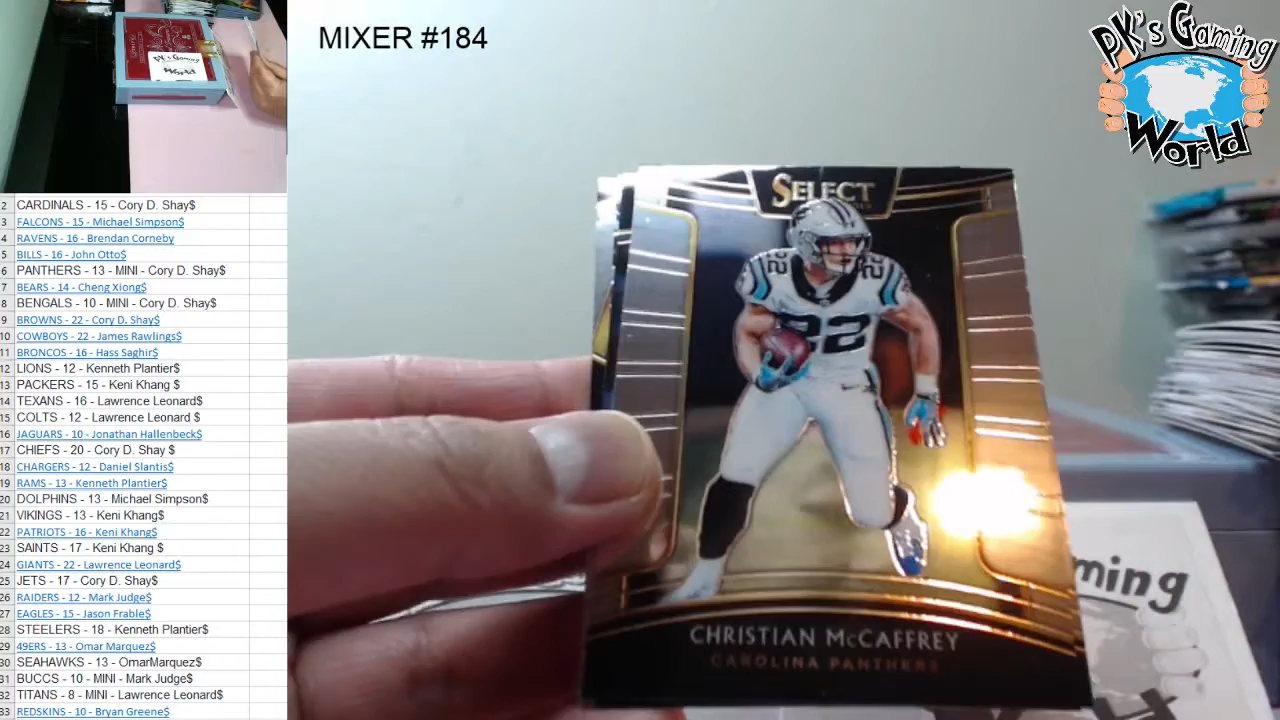 MIXER #184
PK's Gaming
World
2 CARDINALS - 15 - Cory D. Shay$
3 FALCONS - 15 - Michael Simpson$
4 RAVENS - 16 - Brendan Corneby
5 BILLS - 16 - John Otto$
6 PANTHERS - 13 - MINI - Cory D. Shay$
7 BEARS - 14 - Cheng Xiong$
8 BENGALS - 10 - MINI - Cory D. Shay$
9 BROWNS - 22 - Cory D. Shay$
10 COWBOYS - 22 - James Rawlings$
11 BRONCOS - 16 - Hass Saghir$
12 LIONS - 12 - Kenneth Plantier$
13 PACKERS - 15 - Keni Khang $
14 TEXANS - 16 - Lawrence Leonard$
15 COLTS - 12 - Lawrence Leonard $
16 JAGUARS - 10 - Jonathan Hallenbeck$
17 CHIEFS - 20 - Cory D. Shay $
18 CHARGERS - 12 - Daniel Slantis$
19 RAMS - 13 - Kenneth Plantier$
20 DOLPHINS - 13 - Michael Simpson$
21 VIKINGS - 13 - Keni Khang$
22 PATRIOTS - 16 - Keni Khang$
23 SAINTS - 17 - Keni Khang $
24 GIANTS - 22 - Lawrence Leonard$
25 JETS - 17 - Cory D. Shay$
26 RAIDERS - 12 - Mark Judge$
27 EAGLES - 15 - Jason Frable$
28 STEELERS - 18 - Kenneth Plantier$
29 49ERS - 13 - Omar Marquez$
30 SEAHAWKS - 13 - OmarMarquez$
31 BUCCS - 10 - MINI - Mark Judge$
32 TITANS - 8 - MINI - Lawrence Leonard$
33 REDSKINS - 10 - Bryan Greene$
SELECT
22
22
22
CHRISTIAN McCAFFREY
CAROLINA PANTHERS
PK's Gaming
World
ming